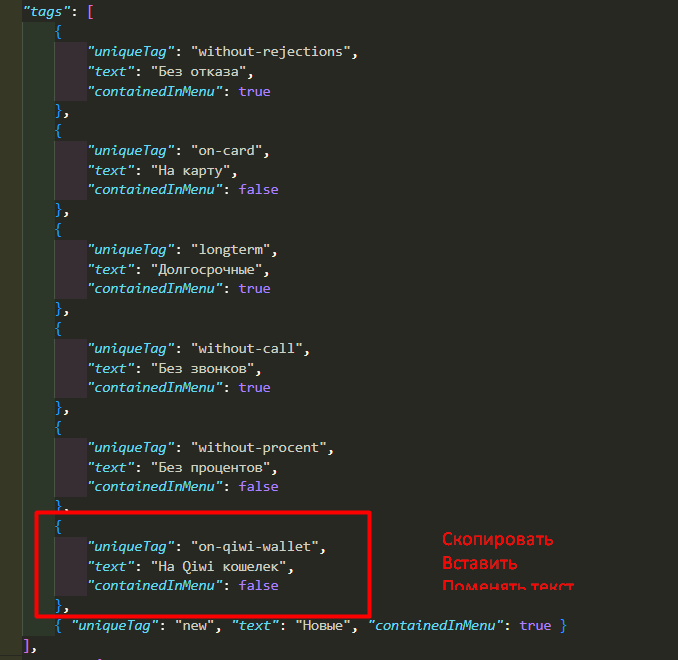 "tags": [
{
"uniqueTag": "without-rejections",
"text": "Без отказа",
"containedInMenu": true
},
{
"uniqueTag": "on-card",
"text": "На карту",
"containedInMenu": false
},
{
"uniqueTag": "longterm",
"text": "Долгосрочные",
"containedInMenu": true
},
{
"uniqueTag": "without-call",
"text": "Без звонков",
"containedInMenu": true
},
{
"uniqueTag": "without-procent",
"text": "Без процентов",
"containedInMenu": false
},
{
"uniqueTag": "on-qiwi-wallet",
"text": "На Qiwi кошелек",
"containedInMenu": false
},
{ "uniqueTag": "new", "text": "Новые", "containedInMenu": true }
],
Скопировать
Вставить
Поменять текст